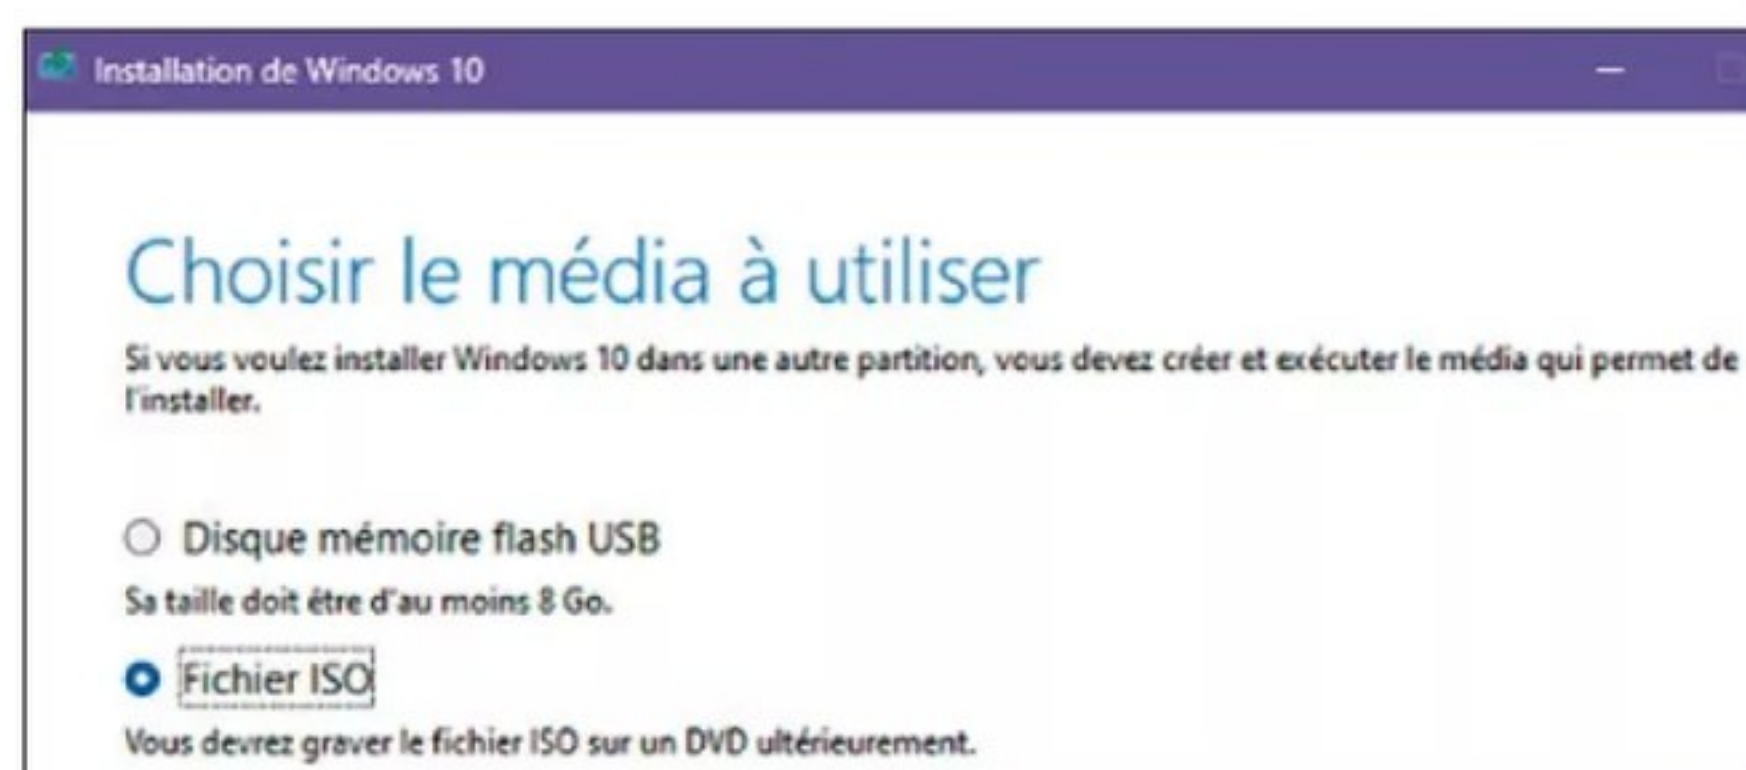 Installation de Windows 10
Choisir le média à utiliser
Si vous voulez installer Windows 10 dans une autre partition, vous devez créer et exécuter le média qui permet de
l'installer.
Disque mémoire flash USB
Sa taille doit être d'au moins 8 Go.
Fichier ISO
Vous devrez graver le fichier ISO sur un DVD ultérieurement.